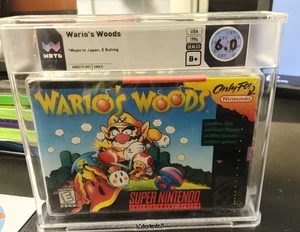 WATA
Wario's Woods
*Made in Japan, E Rating
USA
1994
SEALED
B+
6.0
Only For
Nintendo
WARIO'S WOODS
SUPER NINTENDO
ENTERTAINMENT SYSTEM